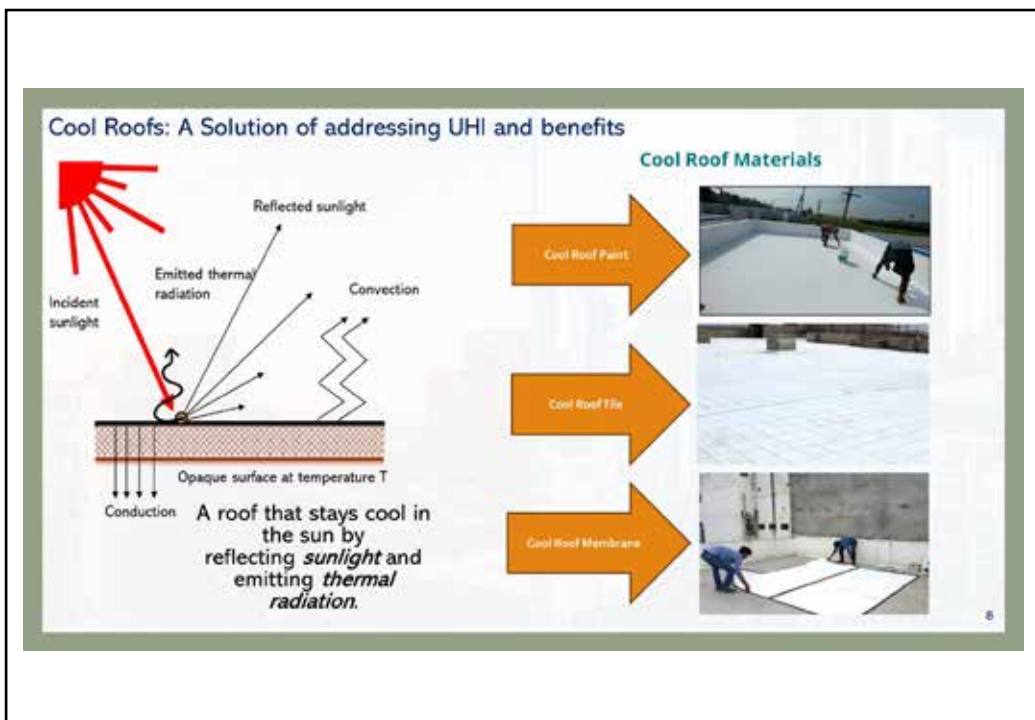 Cool Roofs: A Solution of addressing UHI and benefits
Cool Roof Materials
Reflected sunlight
Emitted thermal
radiation
Convection
Incident
sunlight
Opaque surface at temperature T
Conduction
A roof that stays cool in
the sun by
reflecting sunlight and
emitting thermal
radiation.
Cool Roof Paint
Cool Roof Tile
Cool Roof Membrane
8